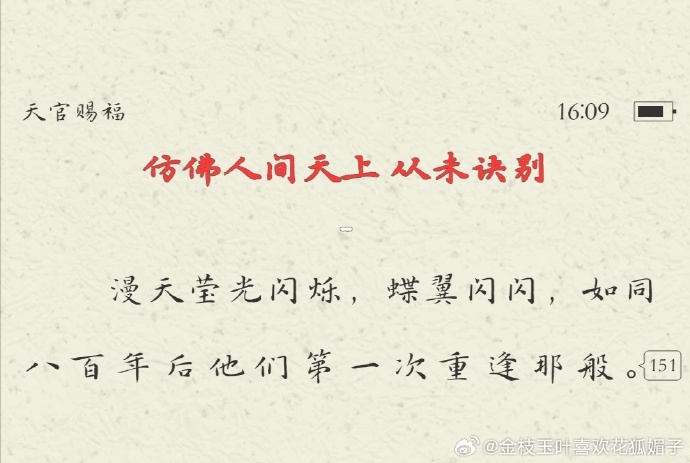 天官赐福 16:09
仿佛人间天上 从未诀别
漫天莹光闪烁，蝶翼闪闪，如同
八百年后他们第一次重逢那般。151
@金枝玉叶喜欢花狐媚子